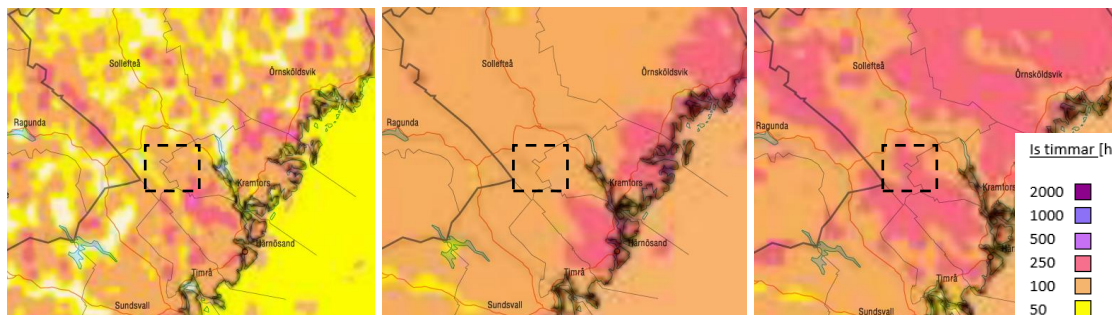 Sollefteå
Örnsköldsvik
Ragunda
Kramfors
Härnösand
Timrå
Sundsvall
Sollefteå
Örnsköldsvik
Ragunda
Kramfors
Härnösand
Timrå
Sundsvall
Sollefteå
Örnsköldsvik
Ragunda
Kramfors
Timrå
Sundsvall
Is timmar [h
2000
1000
500
250
100
50